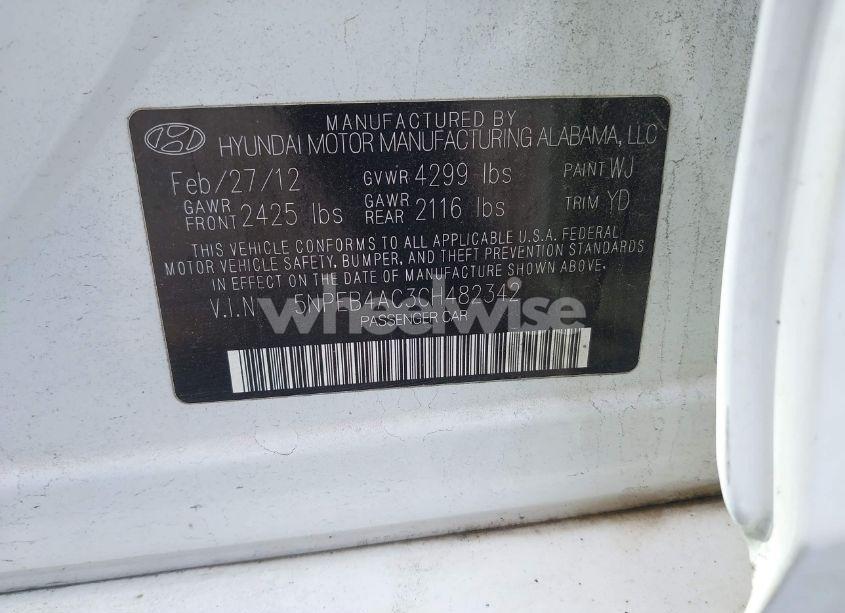 MANUFACTURED BY
HYUNDAI MOTOR MANUFACTURING ALABAMA, LLC
Feb/27/12 GVWR 4299 lbs PAINT WJ
GAWR FRONT 2425 lbs GAWR REAR 2116 lbs TRIM YD
THIS VEHICLE CONFORMS TO ALL APPLICABLE U.S.A. FEDERAL
MOTOR VEHICLE SAFETY, BUMPER, AND THEFT PREVENTION STANDARDS
IN EFFECT ON THE DATE OF MANUFACTURE SHOWN ABOVE.
V.I.N 5NPEB4AC3CH482342
PASSENGER CAR
wheelwise